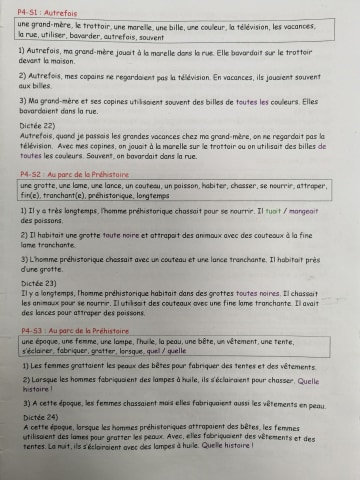 P4-S1 : Autrefois
une grand-mère, le trottoir, une marelle, une bille, une couleur, la télévision, les vacances,
la rue, utiliser, bavarder, autrefois, souvent
1) Autrefois, ma grand-mère jouait à la marelle dans la rue. Elle bavardait sur le trottoir
devant la maison.
2) Autrefois, mes copains ne regardaient pas la télévision. En vacances, ils jouaient souvent
aux billes.
3) Ma grand-mère et ses copines utilisaient souvent des billes de toutes les couleurs. Elles
bavardaient dans la rue.
Dictée 22)
Autrefois, quand je passais les grandes vacances chez ma grand-mère, on ne regardait pas la
télévision. Avec mes copines, on jouait à la marelle sur le trottoir ou on utilisait des billes de
toutes les couleurs. Souvent, on bavardait dans la rue.
P4-S2 : Au parc de la Préhistoire
une grotte, une lame, une lance, un couteau, un poisson, habiter, chasser, se nourrir, attraper,
fin(e), tranchant(e), préhistorique, longtemps
1) Il y a très longtemps, l'homme préhistorique chassait pour se nourrir. Il tuait / mangeait
des poissons.
2) Il habitait une grotte toute noire et attrapait des animaux avec des couteaux à la fine
lame tranchante.
3) L'homme préhistorique chassait avec un couteau et une lance tranchante. Il habitait près
d'une grotte.
Dictée 23)
Il y a longtemps, l'homme préhistorique habitait dans des grottes toutes noires. Il chassait
les animaux pour se nourrir. Il utilisait des couteaux avec une fine lame tranchante. Il avait
des lances pour attraper des poissons.
P4-S3 : Au parc de la Préhistoire
une époque, une femme, une lampe, l'huile, la peau, une bête, un vêtement, une tente,
s'éclairer, fabriquer, gratter, lorsque, quel / quelle
1) Les femmes grattaient les peaux des bêtes pour fabriquer des tentes et des vêtements.
2) Lorsque les hommes fabriquaient des lampes à huile, ils s'éclairaient pour chasser. Quelle
histoire !
3) A cette époque, les femmes chassaient mais elles fabriquaient aussi les vêtements en peau.
Dictée 24)
A cette époque, lorsque les hommes préhistoriques attrapaient des bêtes, les femmes
utilisaient des lames pour gratter les peaux. Avec, elles fabriquaient des vêtements et des
tentes. La nuit, ils s'éclairaient avec des lampes à huile. Quelle histoire !